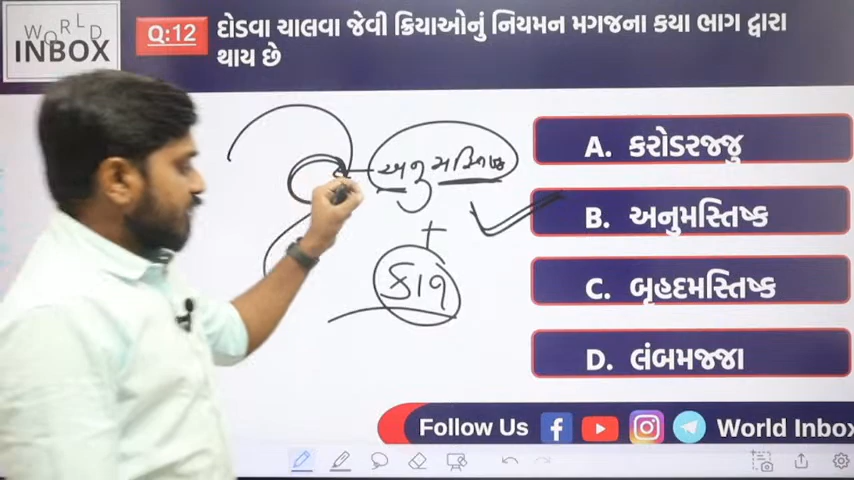 WORLD
INBOX
Q:12 દોડવા ચાલવા જેવી ક્રિયાઓનું નિયમન મગજના કયા ભાગ દ્વારા
થાય છે
અનુમસ્તિષ્ક
+
કાન
A. કરોડરજ્જુ
B. અનુમસ્તિષ્ક
C. બૃહદમસ્તિષ્ક
D. લંબમજ્જા
Follow Us World Inbox